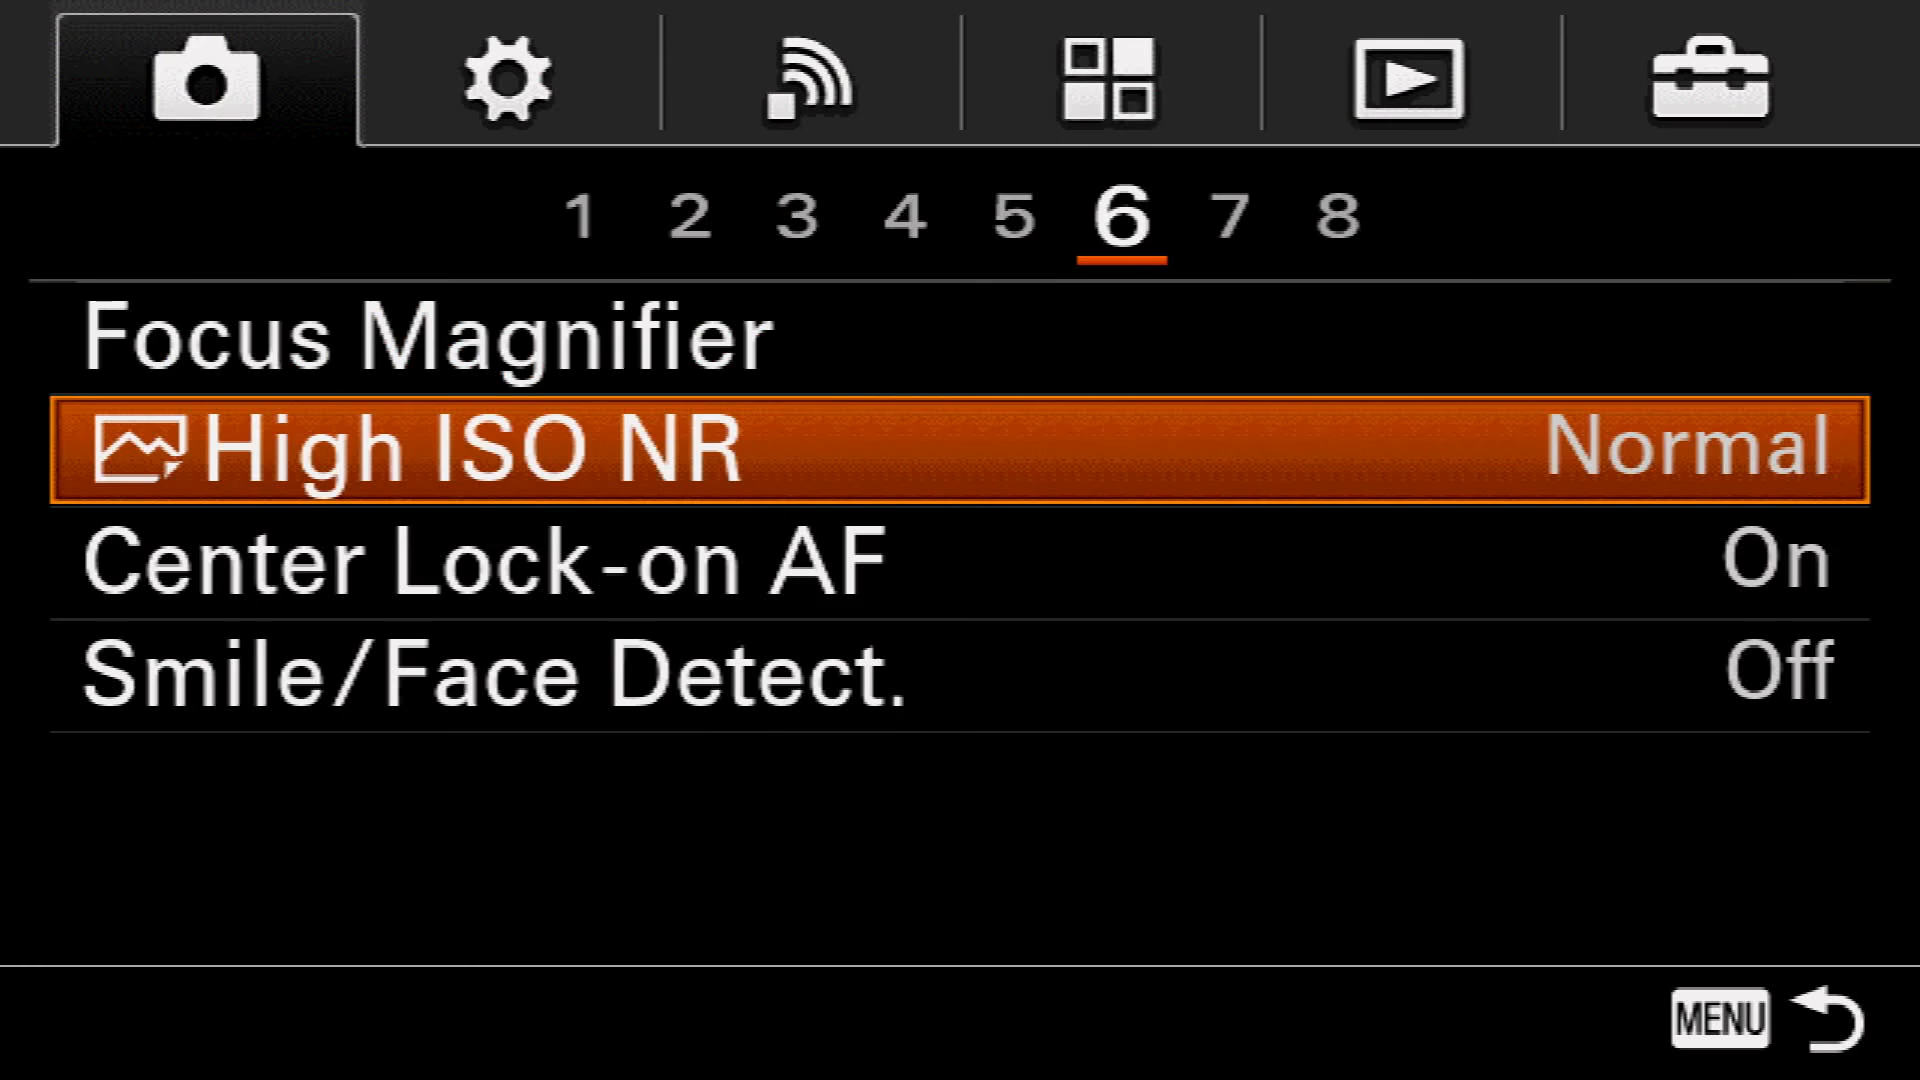 1 2 3 4 5 6 7 8
Focus Magnifier
High ISO NR Normal
Center Lock-on AF On
Smile/Face Detect. Off
MENU